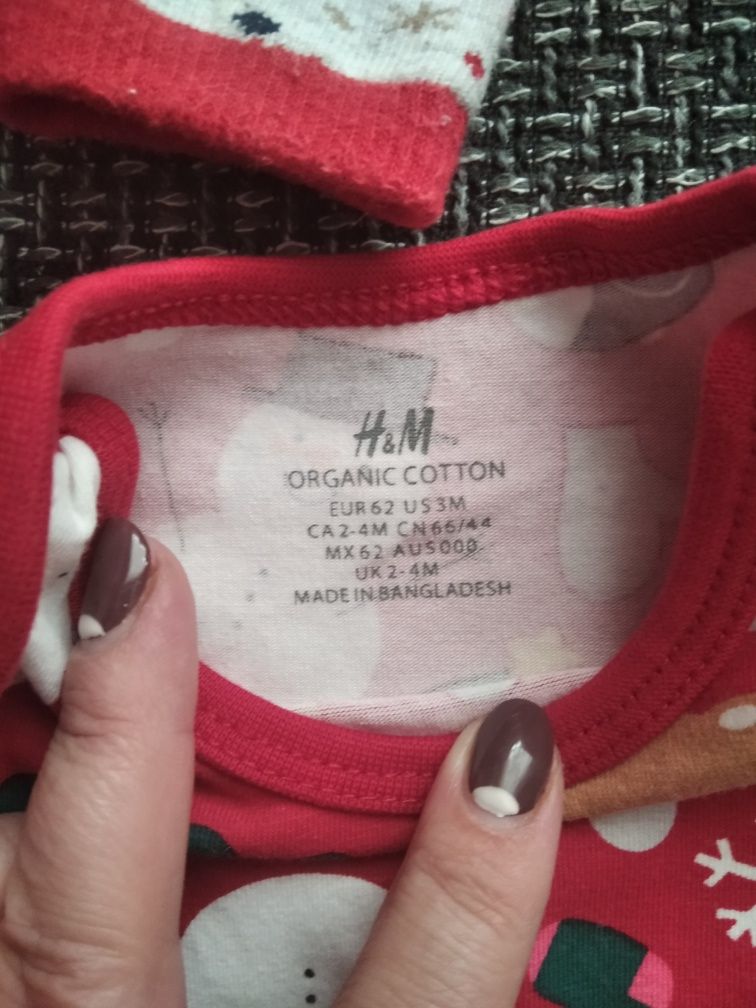 H&M
ORGANIC COTTON
EUR 62 US 3M
CA 2-4M CN 66/44
MX 62 AUS 000
UK 2-4M
MADE IN BANGLADESH